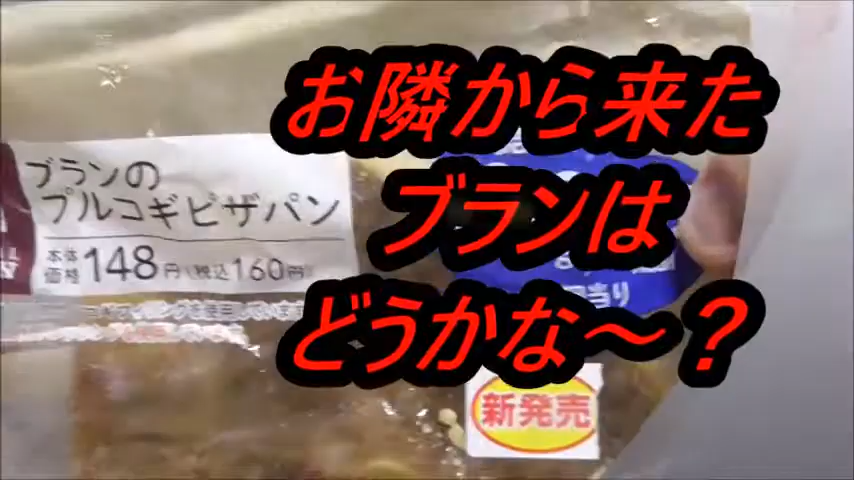 お隣から来た
ブランは
どうかな〜？
ブランの
プルコギピザパン
本体価格148円(税込160円)
当り
新発売